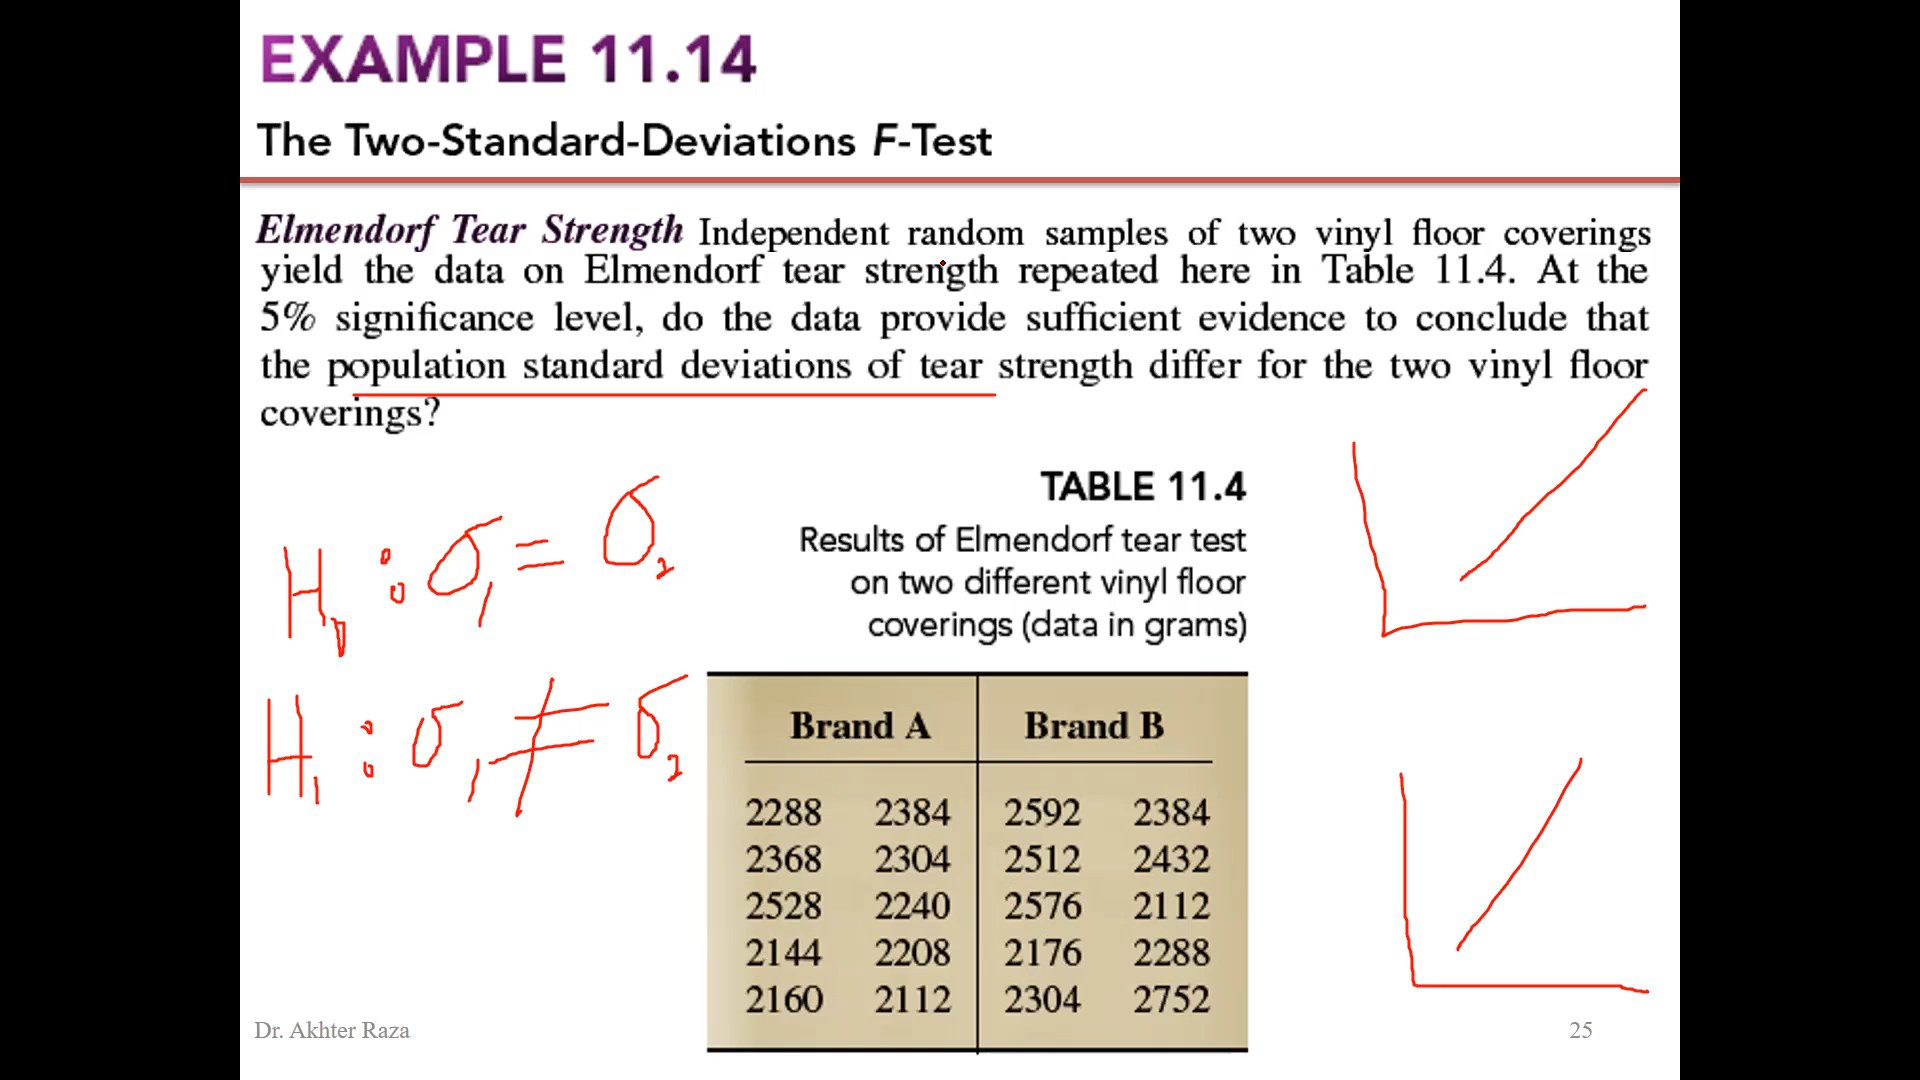 EXAMPLE 11.14
The Two-Standard-Deviations F-Test
Elmendorf Tear Strength Independent random samples of two vinyl floor coverings
yield the data on Elmendorf tear strength repeated here in Table 11.4. At the
5% significance level, do the data provide sufficient evidence to conclude that
the population standard deviations of tear strength differ for the two vinyl floor
coverings?
H₀ : σ₁ = σ₂
H₁ : σ₁ ≠ σ₂
TABLE 11.4
Results of Elmendorf tear test
on two different vinyl floor
coverings (data in grams)
Brand A Brand B
2288 2384 2592 2384
2368 2304 2512 2432
2528 2240 2576 2112
2144 2208 2176 2288
2160 2112 2304 2752
Dr. Akhter Raza
25